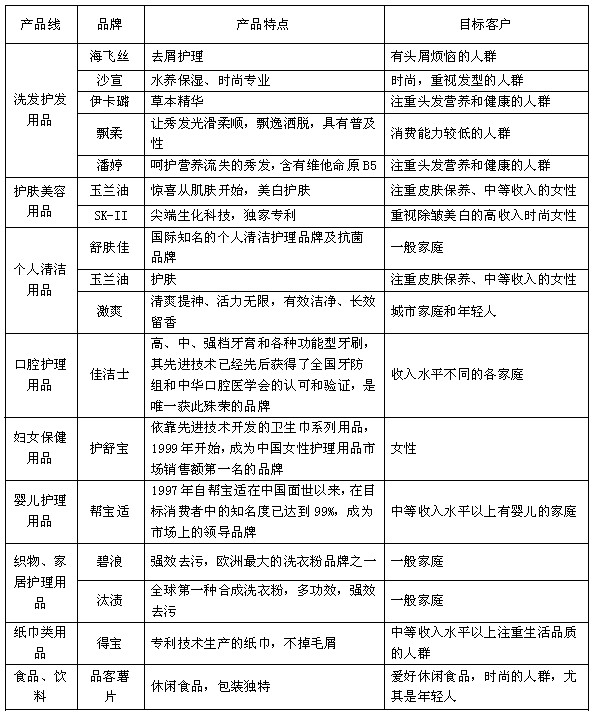 产品线 品牌 产品特点 目标客户
海飞丝 去屑护理 有头屑烦恼的人群
沙宣 水养保湿、时尚专业 时尚，重视发型的人群
洗发护发
用品
伊卡璐 草本精华 注重头发营养和健康的人群
飘柔 让秀发光滑柔顺，飘逸洒脱，具有普及
性
消费能力较低的人群
潘婷 呵护营养流失的秀发，含有维他命原B5 注重头发营养和健康的人群
护肤美容
用品
玉兰油 惊喜从肌肤开始，美白护肤 注重皮肤保养、中等收入的女性
SK-II 尖端生化科技，独家专利 重视除皱美白的高收入时尚女性
个人清洁
用品
舒肤佳 国际知名的个人清洁护理品牌及抗菌
品牌
一般家庭
玉兰油 护肤 注重皮肤保养、中等收入的女性
激爽 清爽提神、活力无限，有效洁净、长效
留香
城市家庭和年轻人
口腔护理
用品
佳洁士
高、中、强档牙膏和各种功能型牙刷，
其先进技术已经先后获得了全国牙防
组和中华口腔医学会的认可和验证，是
唯一获此殊荣的品牌
收入水平不同的各家庭
妇女保健
用品
护舒宝
依靠先进技术开发的卫生巾系列用品，
1999年开始，成为中国女性护理用品市
场销售额第一名的品牌
女性
婴儿护理
用品
帮宝适
1997年自帮宝适在中国面世以来，在目
标消费者中的知名度已达到99%，成为
市场上的领导品牌
中等收入水平以上有婴儿的家庭
织物、家
居护理用
品
碧浪 强效去污，欧洲最大的洗衣粉品牌之一 一般家庭
汰渍 全球第一种合成洗衣粉，多功效，强效
去污
一般家庭
纸巾类用
品
得宝 专利技术生产的纸巾，不掉毛屑
中等收入水平以上注重生活品质
的人群
食品、饮
料
品客薯
片
休闲食品，包装独特
爱好休闲食品，时尚的人群，尤
其是年轻人